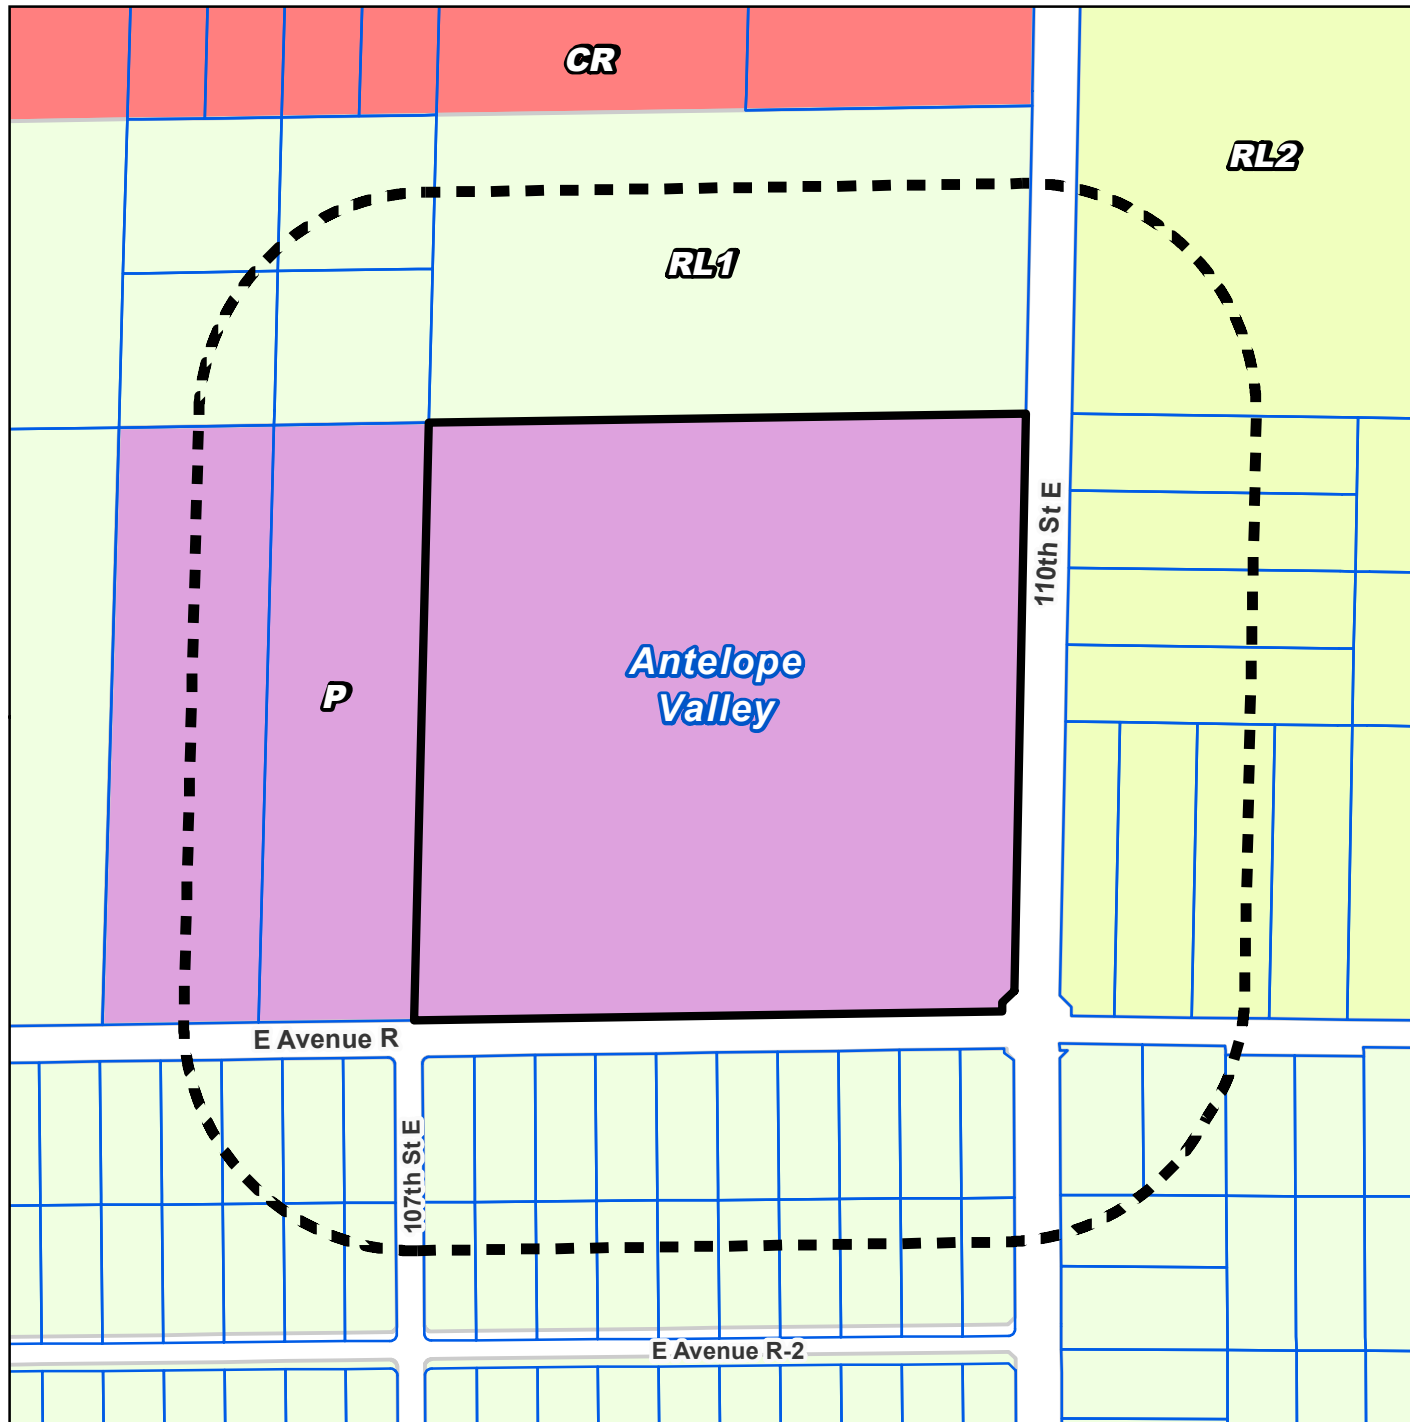 CR
RL2
RL1
110th St E
Antelope
Valley
P
E Avenue R
107th St E
E Avenue R-2